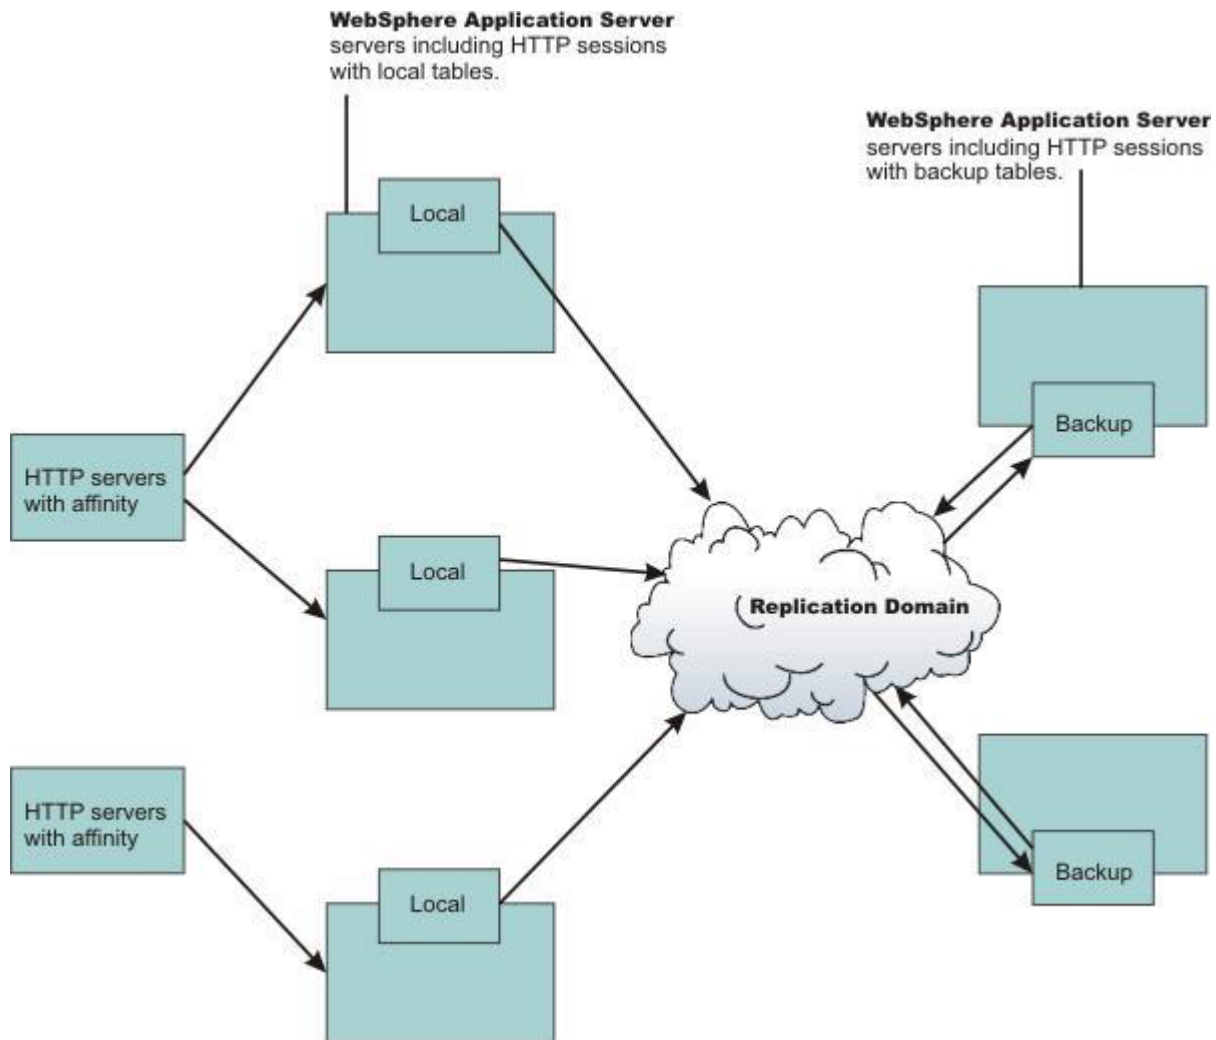 WebSphere Application Server
servers including HTTP sessions
with local tables.
WebSphere Application Server
servers including HTTP sessions
with backup tables.
Local
Backup
HTTP servers
with affinity
Local
Replication Domain
HTTP servers
with affinity
Local
Backup